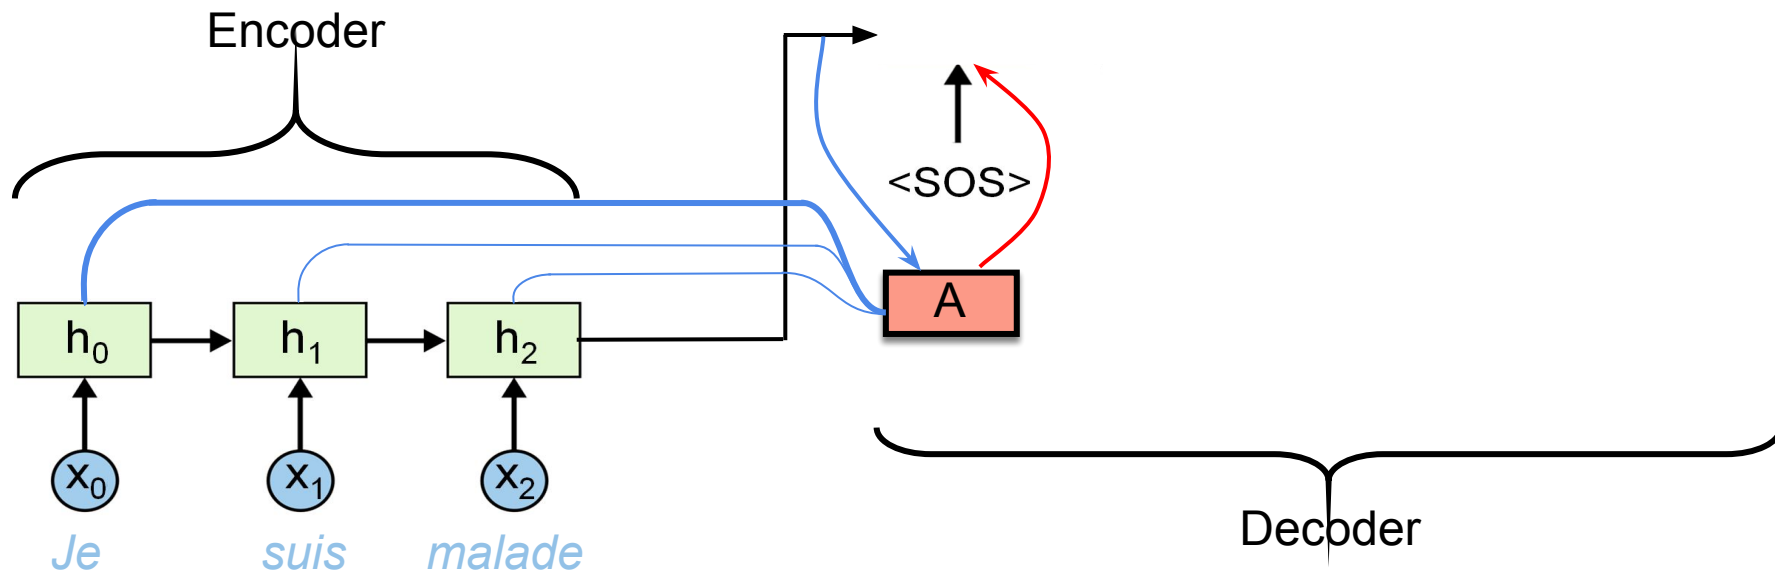 Encoder
<SOS>
A
h₀ h₁ h₂
x₀ x₁ x₂
Je suis malade
Decoder